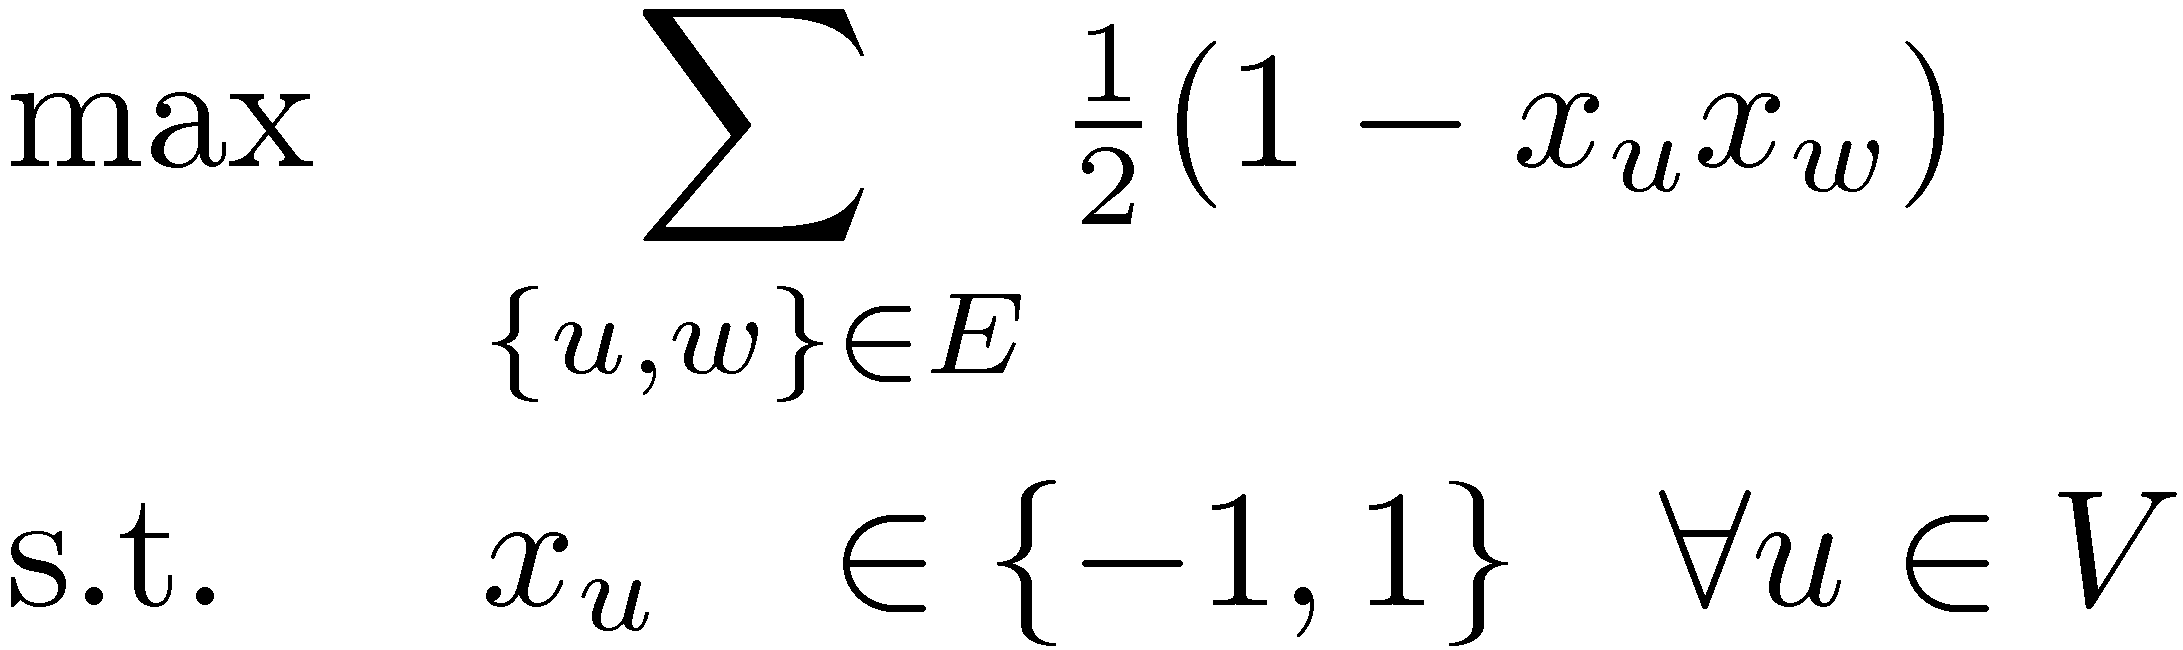 max ∑_{{u,w}∈E} ½(1 − x_u x_w)
s.t. x_u ∈ {−1, 1} ∀u ∈ V